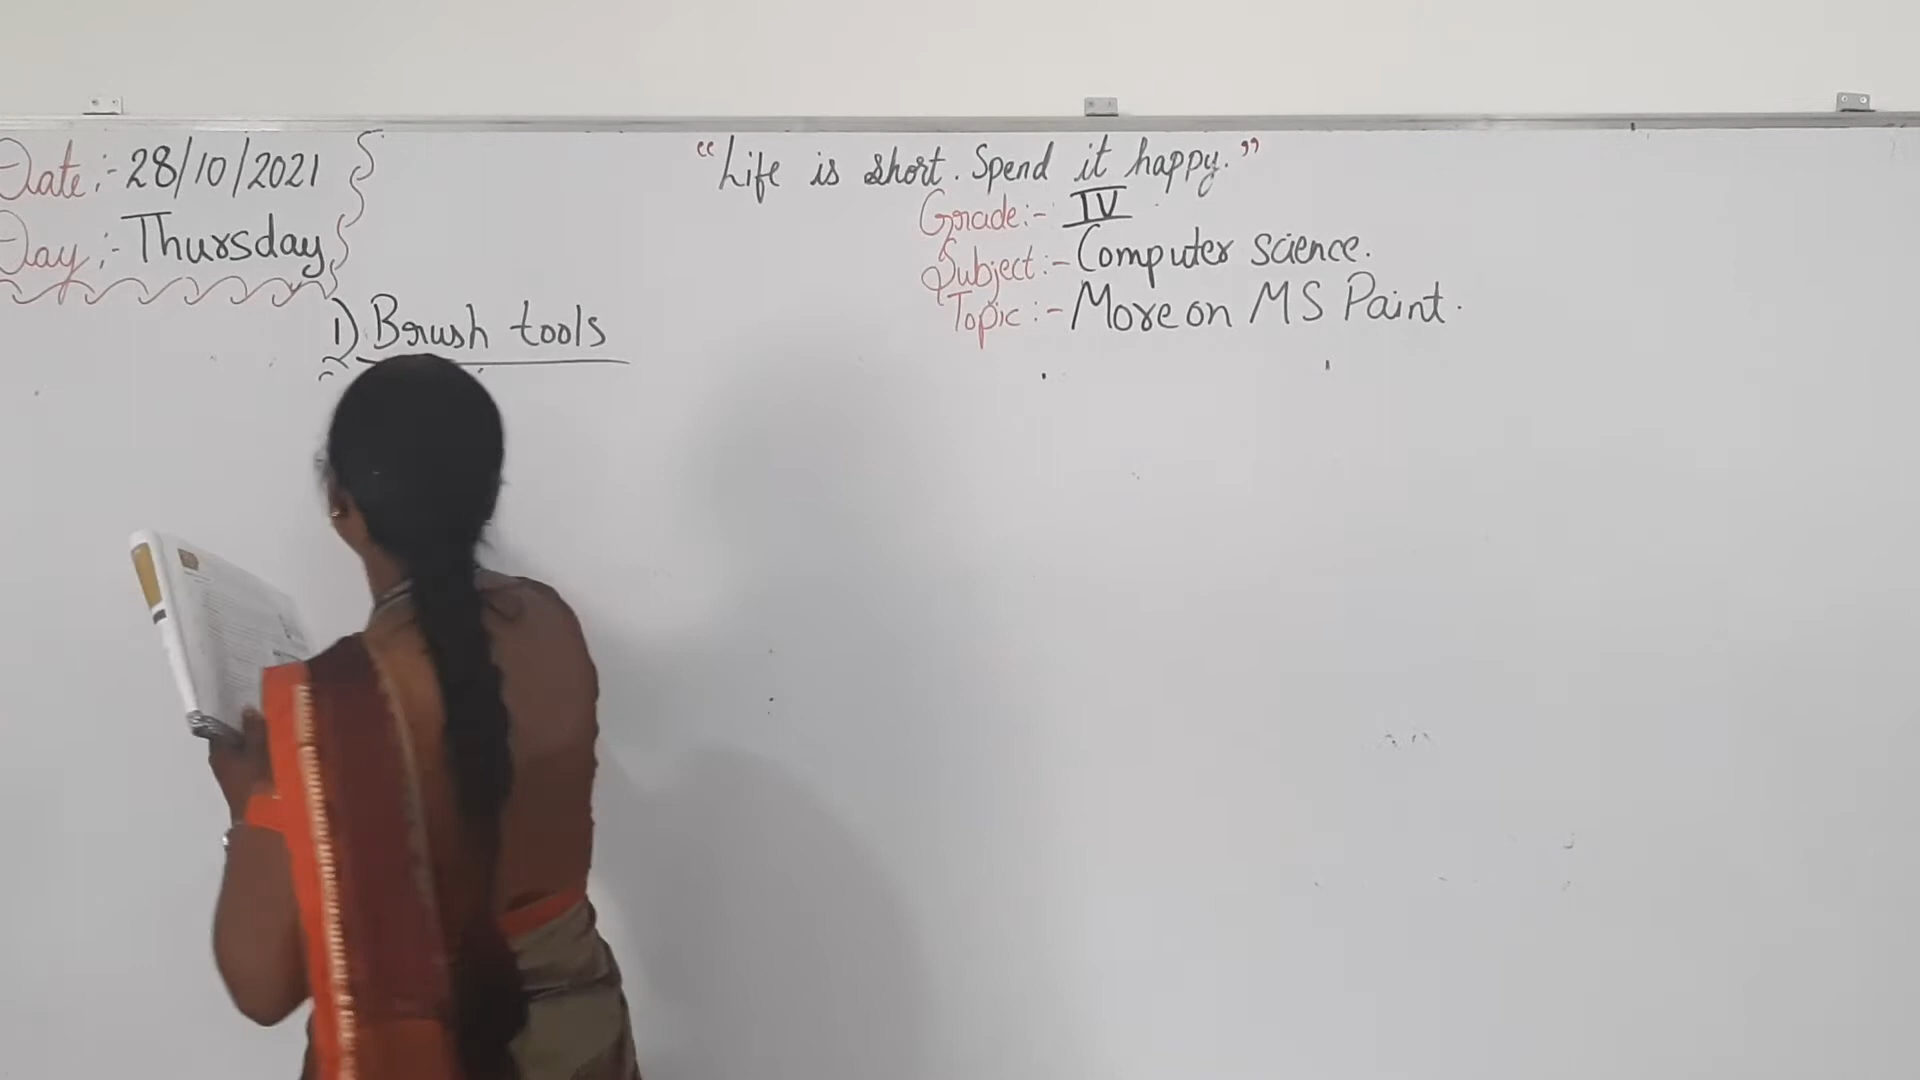 Date:- 28/10/2021
Day:- Thursday
"Life is short. Spend it happy."
Grade:- IV
Subject:- Computer science.
Topic:- More on MS Paint.
1) Brush tools